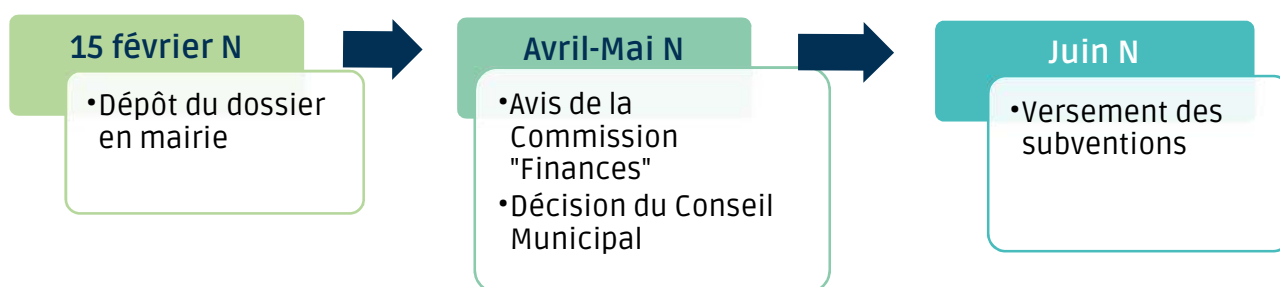 15 février N
•Dépôt du dossier
en mairie
Avril-Mai N
•Avis de la
Commission
"Finances"
•Décision du Conseil
Municipal
Juin N
•Versement des
subventions